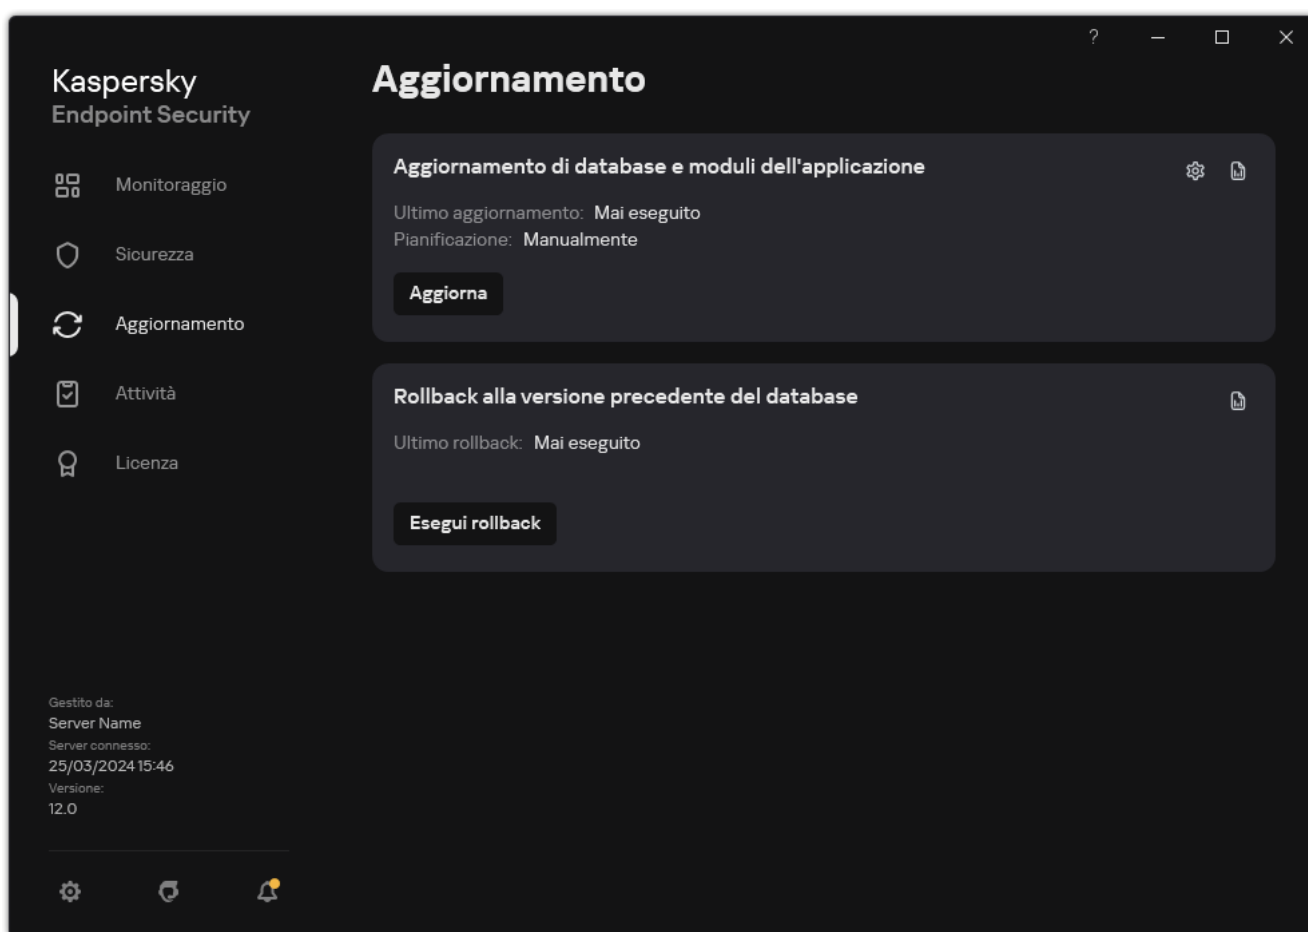 ?
Kaspersky
Endpoint Security
Monitoraggio
Sicurezza
Aggiornamento
Attività
Licenza
Gestito da:
Server Name
Server connesso:
25/03/2024 15:46
Versione:
12.0
Aggiornamento
Aggiornamento di database e moduli dell'applicazione
Ultimo aggiornamento: Mai eseguito
Pianificazione: Manualmente
Aggiorna
Rollback alla versione precedente del database
Ultimo rollback: Mai eseguito
Esegui rollback